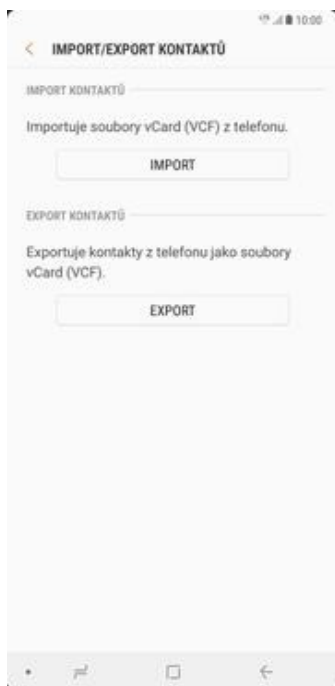 10:00
IMPORT/EXPORT KONTAKTŮ
IMPORT KONTAKTŮ
Importuje soubory vCard (VCF) z telefonu.
IMPORT
EXPORT KONTAKTŮ
Exportuje kontakty z telefonu jako soubory
vCard (VCF).
EXPORT